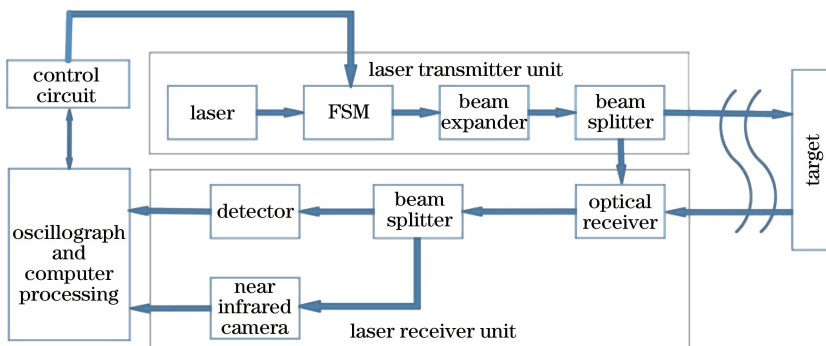 control
circuit
laser transmitter unit
laser
FSM
beam
expander
beam
splitter
target
oscillograph
and
computer
processing
detector
beam
splitter
optical
receiver
near
infrared
camera
laser receiver unit